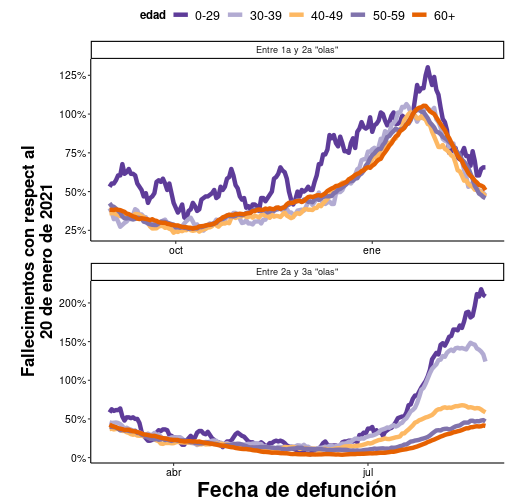 edad 0-29 30-39 40-49 50-59 60+
Entre 1a y 2a "olas"
125%
100%
75%
50%
25%
oct ene
Fallecimientos con respect al
20 de enero de 2021
Entre 2a y 3a "olas"
200%
150%
100%
50%
0%
abr jul
Fecha de defunción